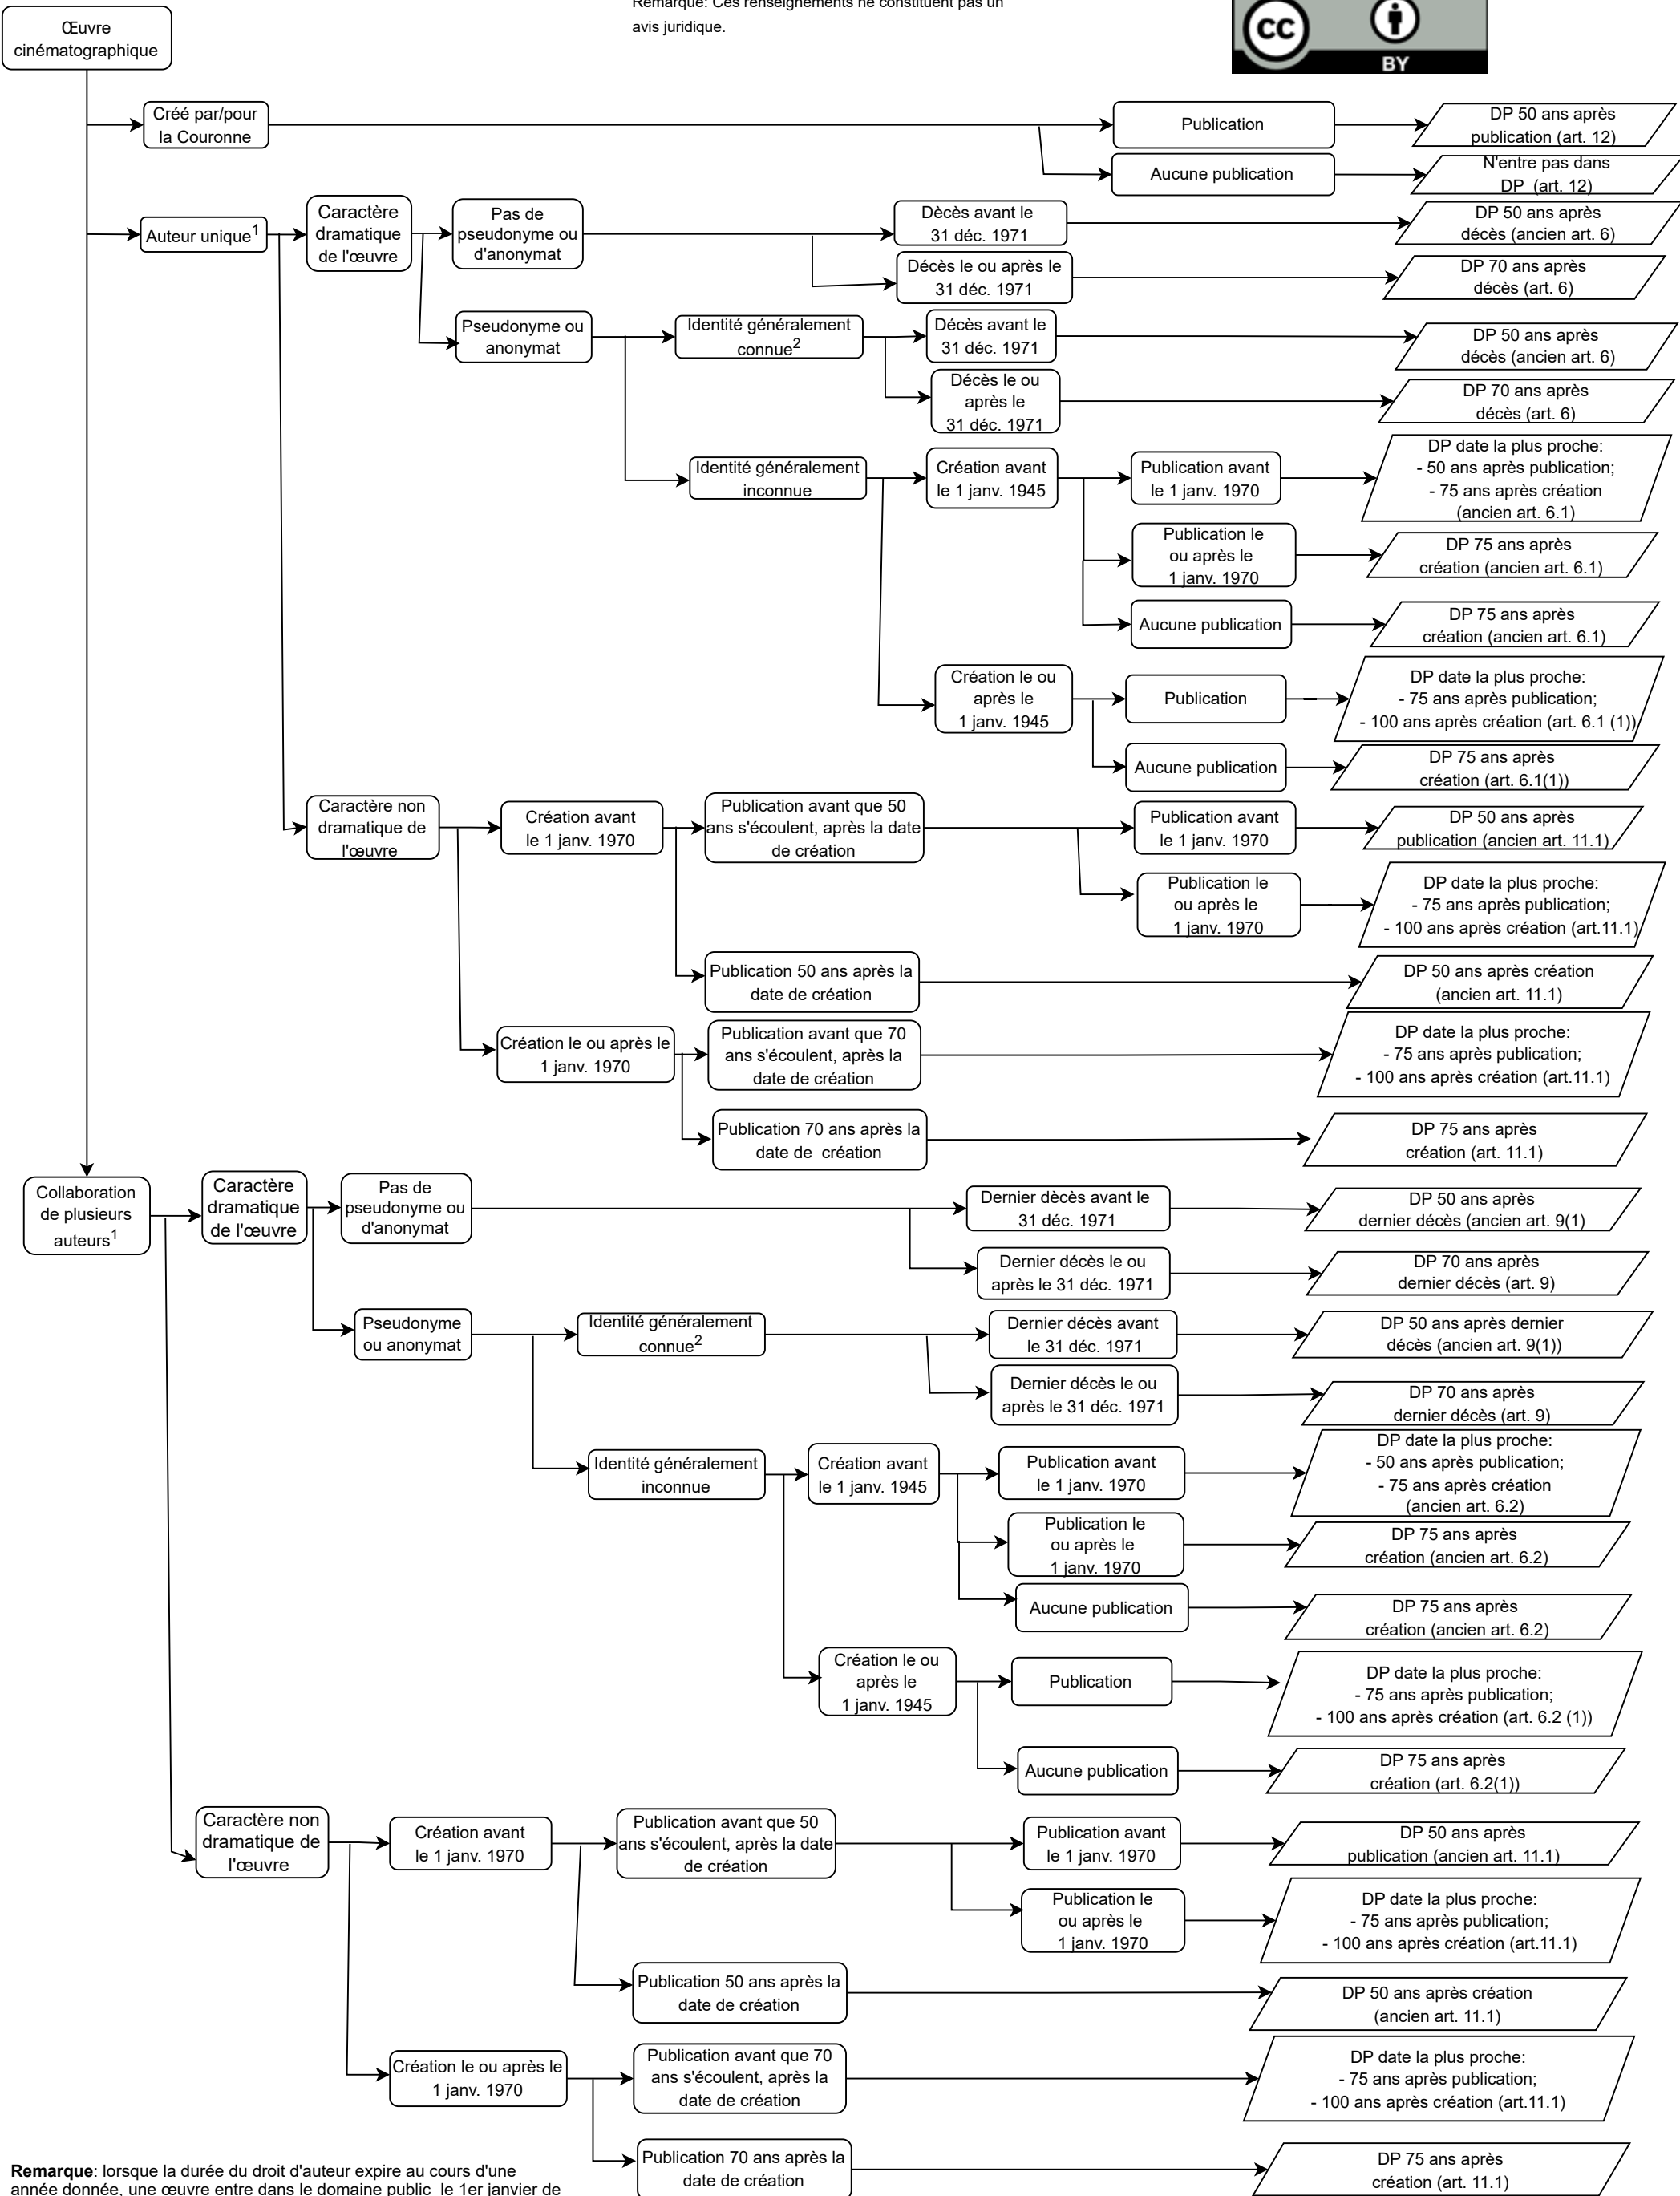 Remarque: Ces renseignements ne constituent pas un
avis juridique.
CC
BY
Œuvre
cinématographique
Créé par/pour
la Couronne
Publication
DP 50 ans après
publication (art. 12)
Aucune publication
N'entre pas dans
DP (art. 12)
Auteur unique1
Caractère
dramatique
de l'œuvre
Pas de
pseudonyme ou
d'anonymat
Dècès avant le
31 déc. 1971
DP 50 ans après
décès (ancien art. 6)
Décès le ou après le
31 déc. 1971
DP 70 ans après
décès (art. 6)
Pseudonyme ou
anonymat
Identité généralement
connue2
Décès avant le
31 déc. 1971
DP 50 ans après
décès (ancien art. 6)
Décès le ou
après le
31 déc. 1971
DP 70 ans après
décès (art. 6)
Identité généralement
inconnue
Création avant
le 1 janv. 1945
Publication avant
le 1 janv. 1970
DP date la plus proche:
- 50 ans après publication;
- 75 ans après création
(ancien art. 6.1)
Publication le
ou après le
1 janv. 1970
DP 75 ans après
création (ancien art. 6.1)
Aucune publication
DP 75 ans après
création (ancien art. 6.1)
Création le ou
après le
1 janv. 1945
Publication
DP date la plus proche:
- 75 ans après publication;
- 100 ans après création (art. 6.1 (1))
Aucune publication
DP 75 ans après
création (art. 6.1(1))
Caractère non
dramatique de
l'œuvre
Création avant
le 1 janv. 1970
Publication avant que 50
ans s'écoulent, après la date
de création
Publication avant
le 1 janv. 1970
DP 50 ans après
publication (ancien art. 11.1)
Publication le
ou après le
1 janv. 1970
DP date la plus proche:
- 75 ans après publication;
- 100 ans après création (art.11.1)
Publication 50 ans après la
date de création
DP 50 ans après création
(ancien art. 11.1)
Création le ou après le
1 janv. 1970
Publication avant que 70
ans s'écoulent, après la
date de création
DP date la plus proche:
- 75 ans après publication;
- 100 ans après création (art.11.1)
Publication 70 ans après la
date de création
DP 75 ans après
création (art. 11.1)
Collaboration
de plusieurs
auteurs1
Caractère
dramatique
de l'œuvre
Pas de
pseudonyme ou
d'anonymat
Dernier dècès avant le
31 déc. 1971
DP 50 ans après
dernier décès (ancien art. 9(1)
Dernier décès le ou
après le 31 déc. 1971
DP 70 ans après
dernier décès (art. 9)
Pseudonyme
ou anonymat
Identité généralement
connue2
Dernier décès avant
le 31 déc. 1971
DP 50 ans après dernier
décès (ancien art. 9(1))
Dernier décès le ou
après le 31 déc. 1971
DP 70 ans après
dernier décès (art. 9)
Identité généralement
inconnue
Création avant
le 1 janv. 1945
Publication avant
le 1 janv. 1970
DP date la plus proche:
- 50 ans après publication;
- 75 ans après création
(ancien art. 6.2)
Publication le
ou après le
1 janv. 1970
DP 75 ans après
création (ancien art. 6.2)
Aucune publication
DP 75 ans après
création (ancien art. 6.2)
Création le ou
après le
1 janv. 1945
Publication
DP date la plus proche:
- 75 ans après publication;
- 100 ans après création (art. 6.2 (1))
Aucune publication
DP 75 ans après
création (art. 6.2(1))
Caractère non
dramatique de
l'œuvre
Création avant
le 1 janv. 1970
Publication avant que 50
ans s'écoulent, après la date
de création
Publication avant
le 1 janv. 1970
DP 50 ans après
publication (ancien art. 11.1)
Publication le
ou après le
1 janv. 1970
DP date la plus proche:
- 75 ans après publication;
- 100 ans après création (art.11.1)
Publication 50 ans après la
date de création
DP 50 ans après création
(ancien art. 11.1)
Création le ou après le
1 janv. 1970
Publication avant que 70
ans s'écoulent, après la
date de création
DP date la plus proche:
- 75 ans après publication;
- 100 ans après création (art.11.1)
Publication 70 ans après la
date de création
DP 75 ans après
création (art. 11.1)
Remarque: lorsque la durée du droit d'auteur expire au cours d'une
année donnée, une œuvre entre dans le domaine public le 1er janvier de